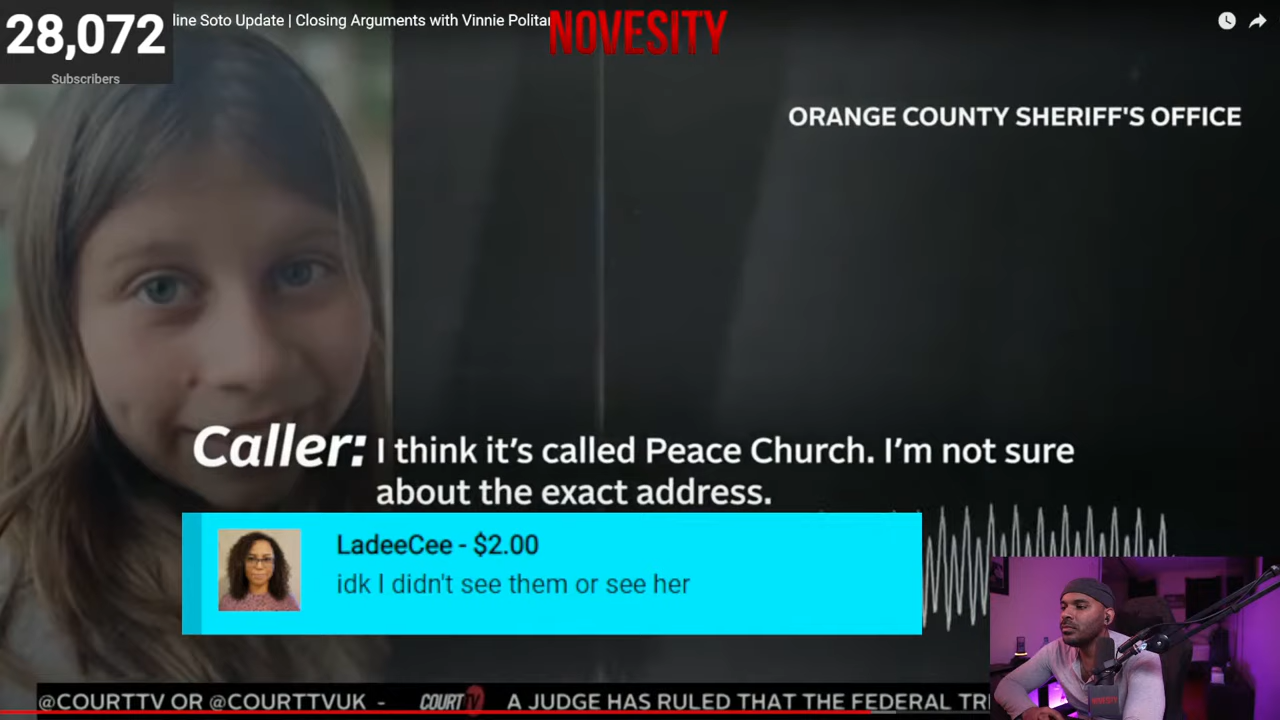 28,072
Subscribers
line Soto Update | Closing Arguments with Vinnie Politan
NOVESITY
ORANGE COUNTY SHERIFF'S OFFICE
Caller: I think it's called Peace Church. I'm not sure
about the exact address.
LadeeCee - $2.00
idk I didn't see them or see her
NOVESITY
@COURTTV OR @COURTTVUK - COURT TV A JUDGE HAS RULED THAT THE FEDERAL TRI